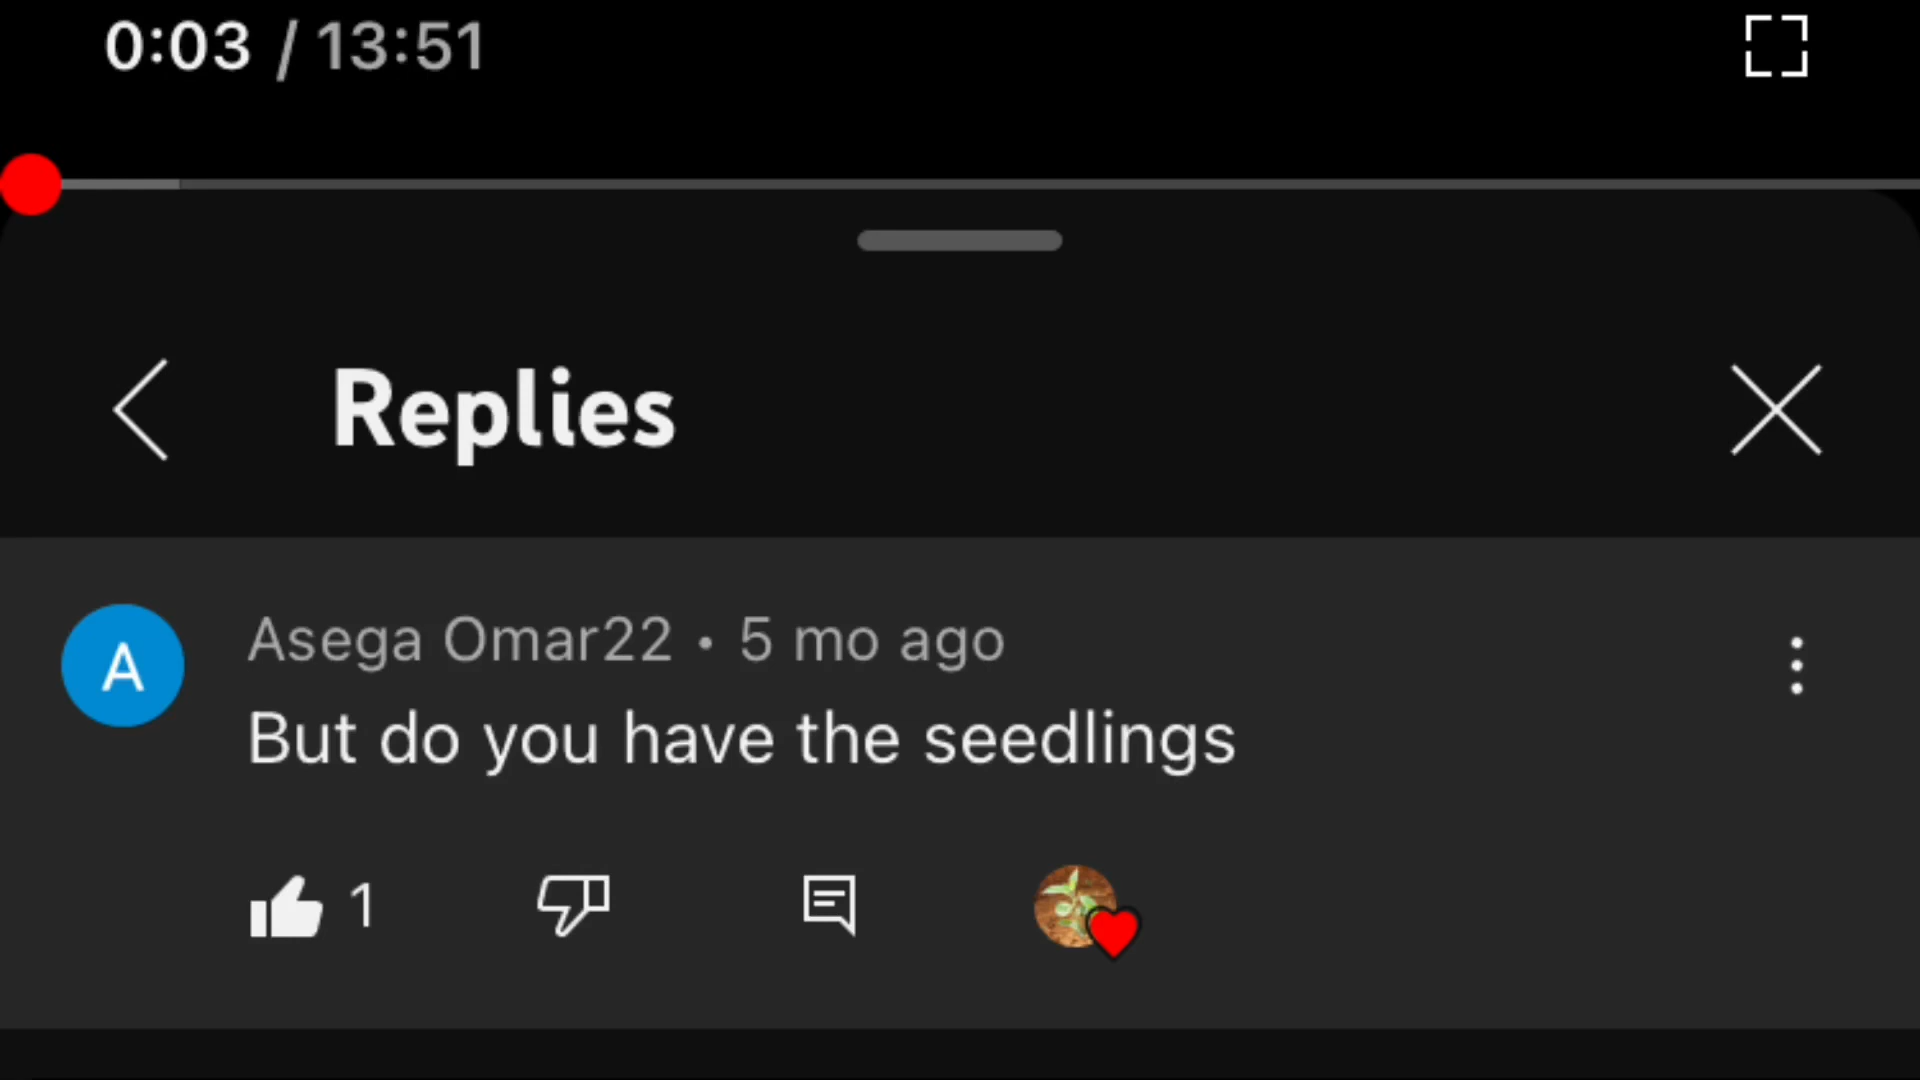 0:03 / 13:51
Replies
A
Asega Omar22 • 5 mo ago
But do you have the seedlings
1